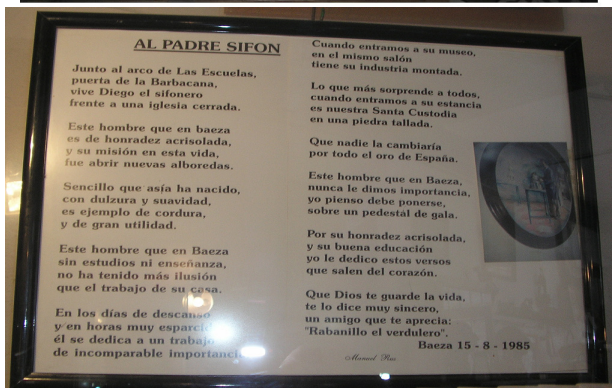 AL PADRE SIFON
Junto al arco de Las Escuelas,
puerta de la Barbacana,
vive Diego el sifonero
frente a una iglesia cerrada.
Este hombre que en baeza
es de honradez acrisolada,
y su misión en esta vida,
fue abrir nuevas alboredas.
Sencillo que asía ha nacido,
con dulzura y suavidad,
es ejemplo de cordura,
y de gran utilidad.
Este hombre que en Baeza
sin estudios ni enseñanza,
no ha tenido más ilusión
que el trabajo de su casa.
En los días de descanso
y en horas muy
él se dedica a un trabajo
de incomparable importancia
Cuando entramos a su museo,
en el mismo salón
tiene su industria montada.
Lo que más sorprende a todos,
cuando entramos a su estancia
es nuestra Santa Custodia
en una piedra tallada.
Que nadie la cambiaría
por todo el oro de España.
Este hombre que en Baeza,
nunca le dimos importancia,
yo pienso debe ponerse,
sobre un pedestal de gala.
Por su honradez acrisolada,
y su buena educación
yo le dedico estos versos
que salen del corazón.
Que Dios te guarde la vida,
te lo dice muy sincero,
un amigo que te aprecia:
"Rabanillo el verdulero".
Baeza 15 - 8 - 1985
Manuel